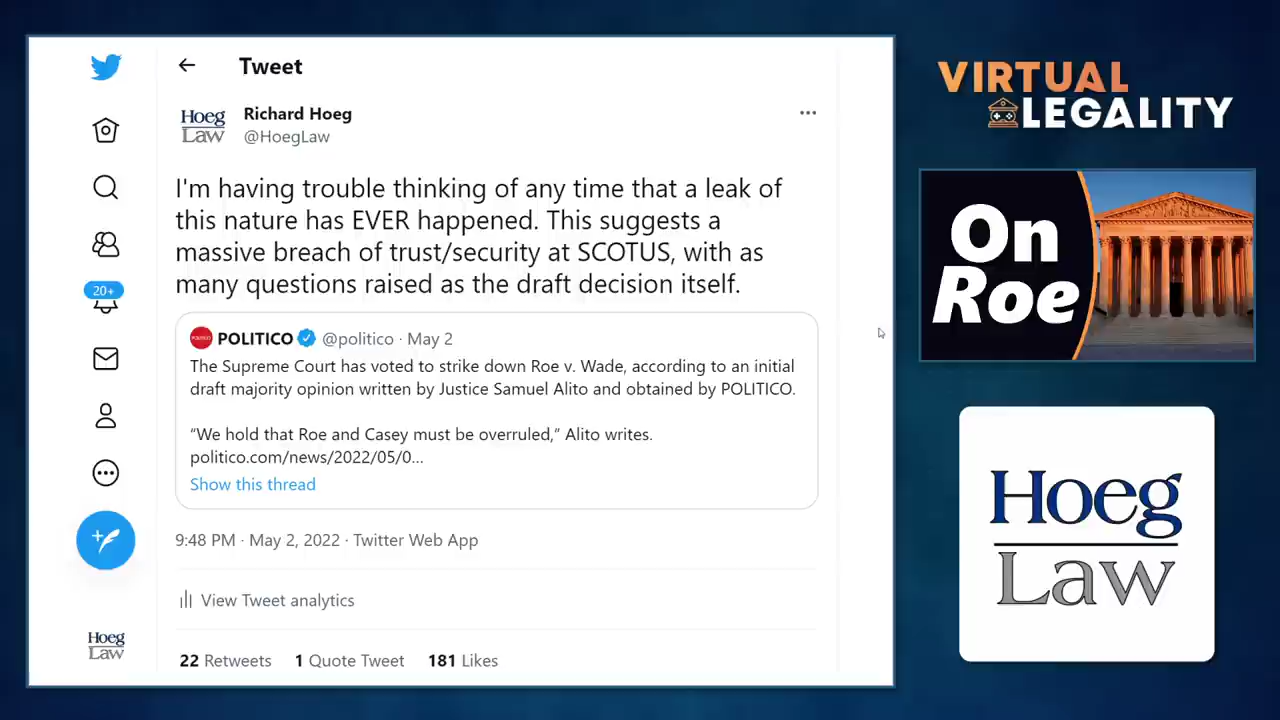 Tweet
Hoeg
Law
Richard Hoeg
@HoegLaw
I'm having trouble thinking of any time that a leak of
this nature has EVER happened. This suggests a
massive breach of trust/security at SCOTUS, with as
many questions raised as the draft decision itself.
POLITICO
POLITICO @politico · May 2
The Supreme Court has voted to strike down Roe v. Wade, according to an initial
draft majority opinion written by Justice Samuel Alito and obtained by POLITICO.
“We hold that Roe and Casey must be overruled,” Alito writes.
politico.com/news/2022/05/0...
Show this thread
9:48 PM · May 2, 2022 · Twitter Web App
View Tweet analytics
22 Retweets 1 Quote Tweet 181 Likes
20+
Hoeg
Law
VIRTUAL
LEGALITY
On
Roe
Hoeg
Law